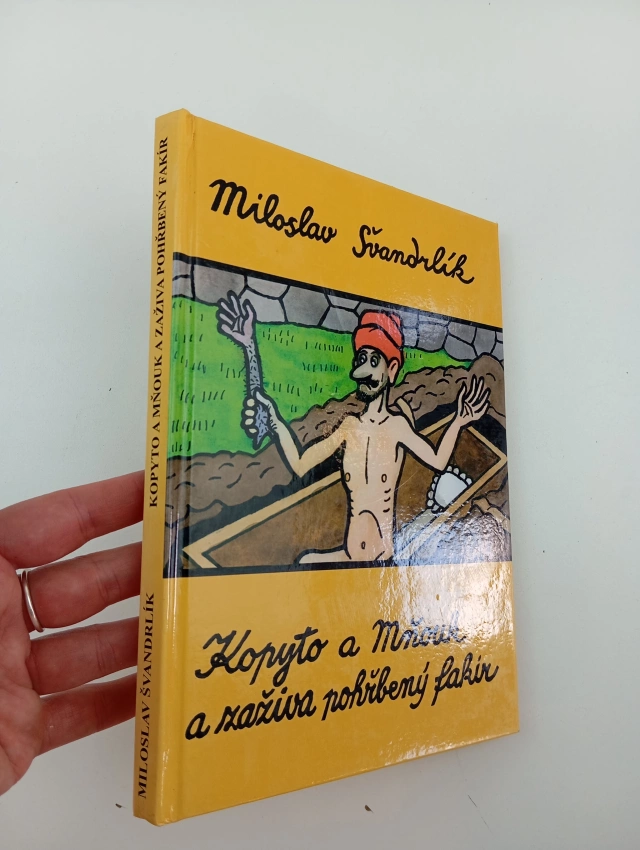 Miloslav Švandrlík
Kopyto a Mňouk
a zaživa pohřbený fakír
MILOSLAV ŠVANDRLÍK
KOPYTO A MŇOUK A ZAŽIVA POHŘBENÝ FAKÍR